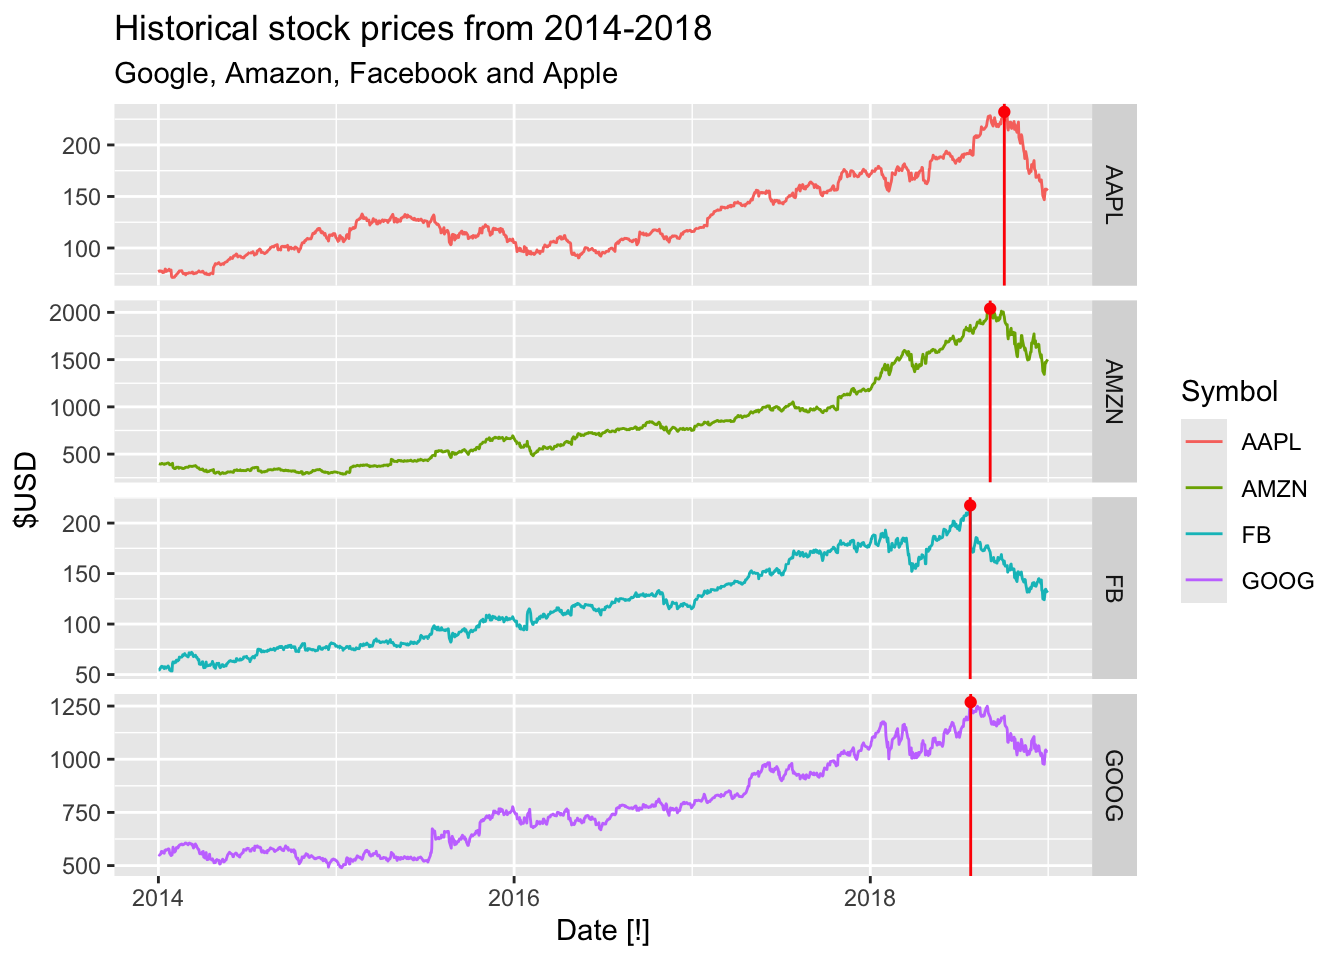 Historical stock prices from 2014-2018
Google, Amazon, Facebook and Apple
$USD
200
150
100
AAPL
2000
1500
1000
500
AMZN
200
150
100
50
FB
1250
1000
750
500
GOOG
2014 2016 2018
Date [!]
Symbol
AAPL
AMZN
FB
GOOG